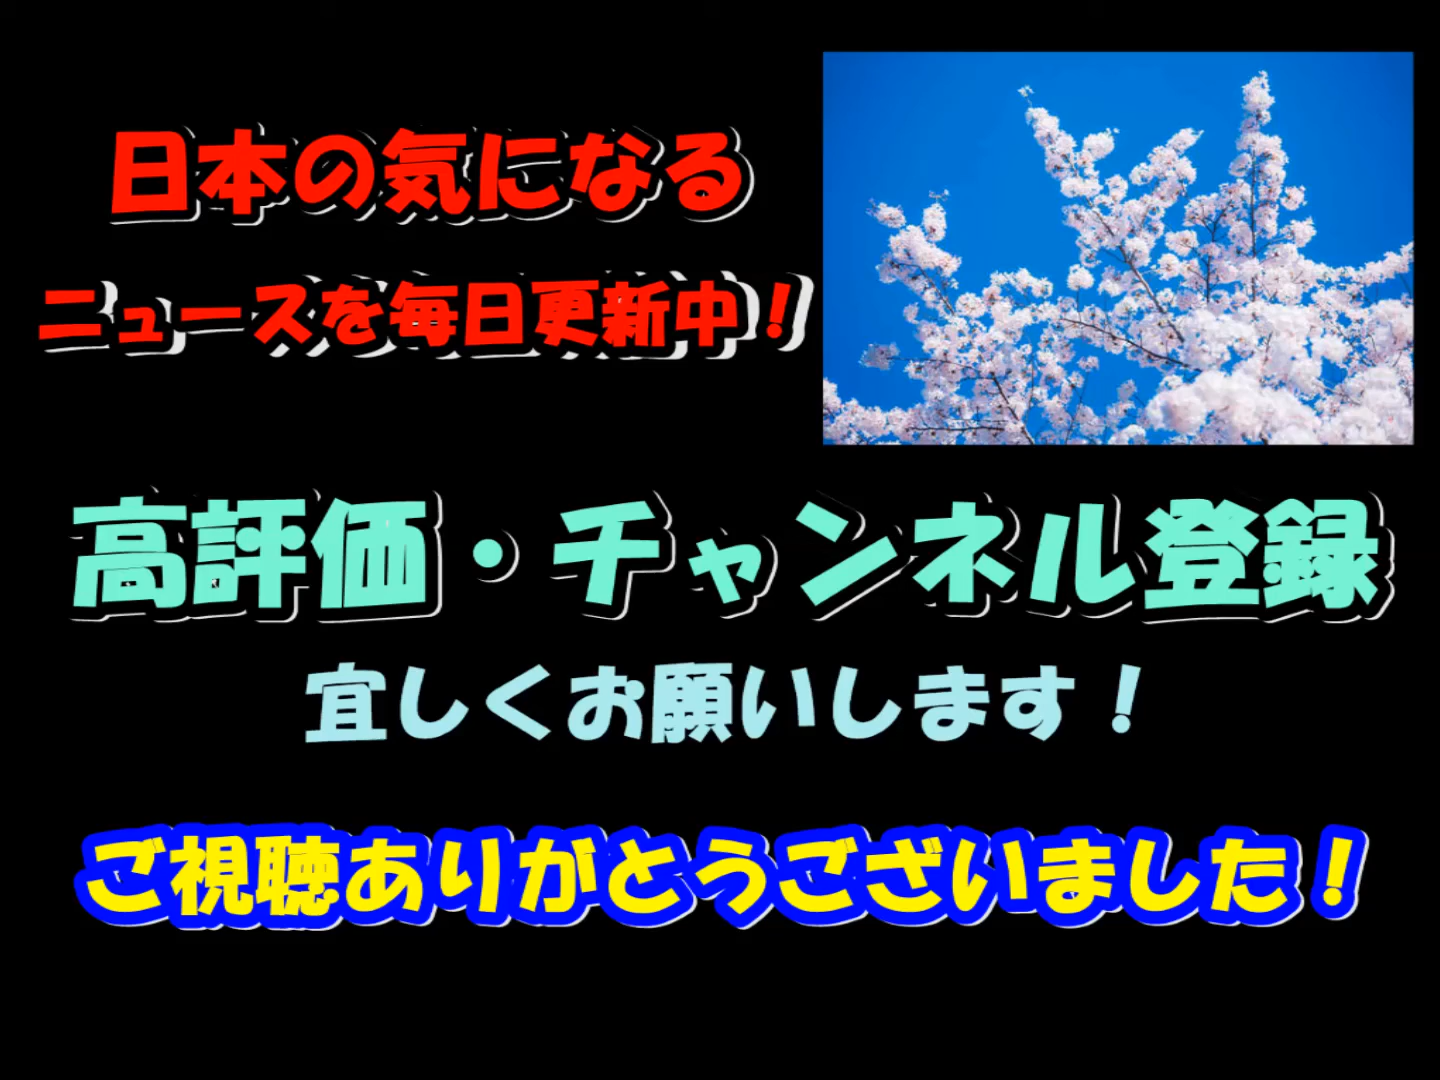 日本の気になる
ニュースを毎日更新中！
高評価・チャンネル登録
宜しくお願いします！
ご視聴ありがとうございました！